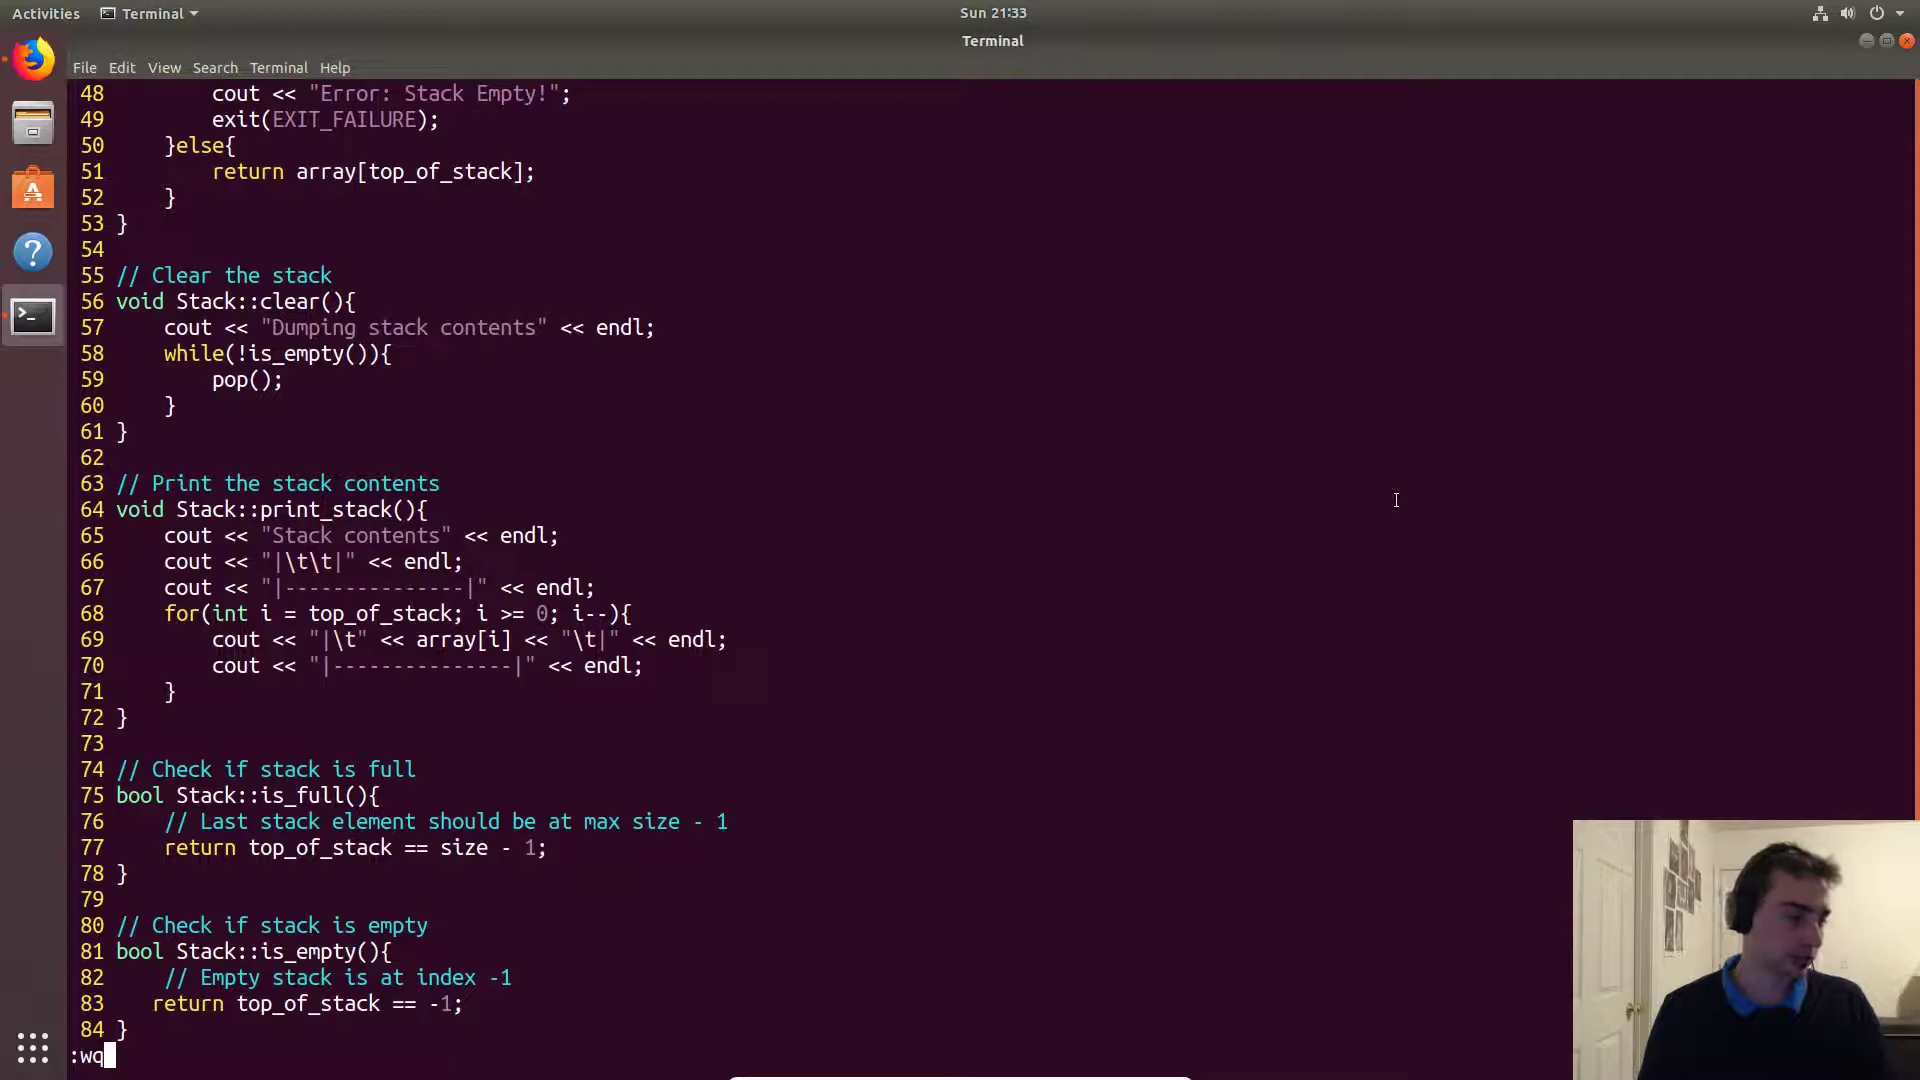 Activities Terminal Sun 21:33
Terminal
File Edit View Search Terminal Help
48         cout << "Error: Stack Empty!";
49         exit(EXIT_FAILURE);
50     }else{
51         return array[top_of_stack];
52     }
53 }
54
55 // Clear the stack
56 void Stack::clear(){
57     cout << "Dumping stack contents" << endl;
58     while(!is_empty()){
59         pop();
60     }
61 }
62
63 // Print the stack contents
64 void Stack::print_stack(){
65     cout << "Stack contents" << endl;
66     cout << "|\t\t|" << endl;
67     cout << "|---------------|" << endl;
68     for(int i = top_of_stack; i >= 0; i--){
69         cout << "|\t" << array[i] << "\t|" << endl;
70         cout << "|---------------|" << endl;
71     }
72 }
73
74 // Check if stack is full
75 bool Stack::is_full(){
76     // Last stack element should be at max size - 1
77     return top_of_stack == size - 1;
78 }
79
80 // Check if stack is empty
81 bool Stack::is_empty(){
82     // Empty stack is at index -1
83    return top_of_stack == -1;
84 }
:wq